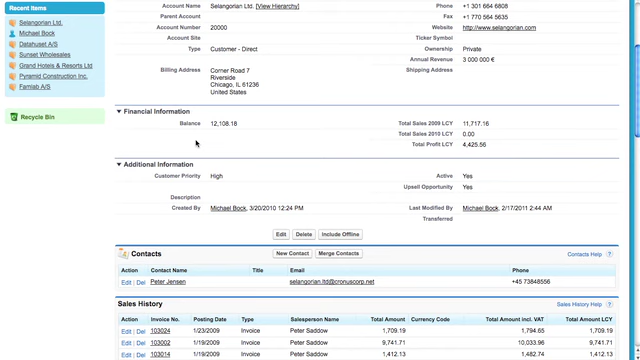 Recent Items
Selangorian Ltd.
Michael Bock
Datahuset A/S
Sunset Wholesales
Grand Hotels & Resorts Ltd
Pyramid Construction Inc.
Famlab A/S
Recycle Bin
Account Name Selangorian Ltd. [View Hierarchy] Phone +1 301 664 6808
Parent Account Fax +1 770 564 5635
Account Number 20000 Website http://www.selangorian.com
Account Site Ticker Symbol
Type Customer - Direct Ownership Private
Annual Revenue 3 000 000 €
Billing Address Corner Road 7 Shipping Address
Riverside
Chicago, IL 61236
United States
Financial Information
Balance 12,108.18 Total Sales 2009 LCY 11,717.16
Total Sales 2010 LCY 0.00
Total Profit LCY 4,425.56
Additional Information
Customer Priority High Active Yes
Upsell Opportunity Yes
Description
Created By Michael Bock, 3/20/2010 12:24 PM Last Modified By Michael Bock, 2/17/2011 2:44 AM
Transferred
Edit Delete Include Offline
Contacts New Contact Merge Contacts Contacts Help ?
Action Contact Name Title Email Phone
Edit | Del Peter Jensen selangorian.ltd@cronuscorp.net +45 73848556
Sales History Sales History Help ?
Action Invoice No. Posting Date Type Salesperson Name Total Amount Currency Code Total Amount incl. VAT Total Amount LCY
Edit | Del 103024 1/23/2009 Invoice Peter Saddow 1,709.19 1,794.65 1,709.19
Edit | Del 103002 1/19/2009 Invoice Peter Saddow 9,741.71 10,033.96 9,741.71
Edit | Del 103014 1/19/2009 Invoice Peter Saddow 1,412.13 1,482.74 1,412.13